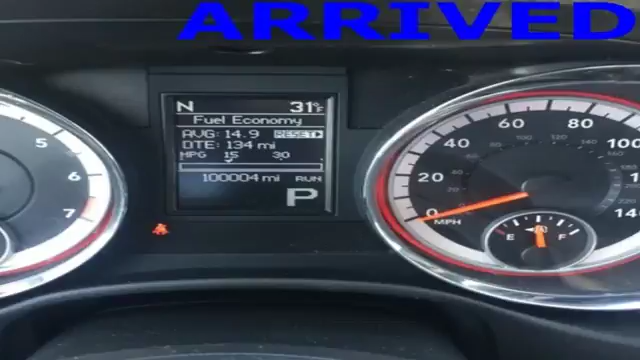 ARRIVED
N 31°F
Fuel Economy
AVG: 14.9 RESET
DTE: 134 mi
MPG 15 30
100004 mi RUN
P
5
6
7
0 20 40 60 80 100 140
MPH
E F